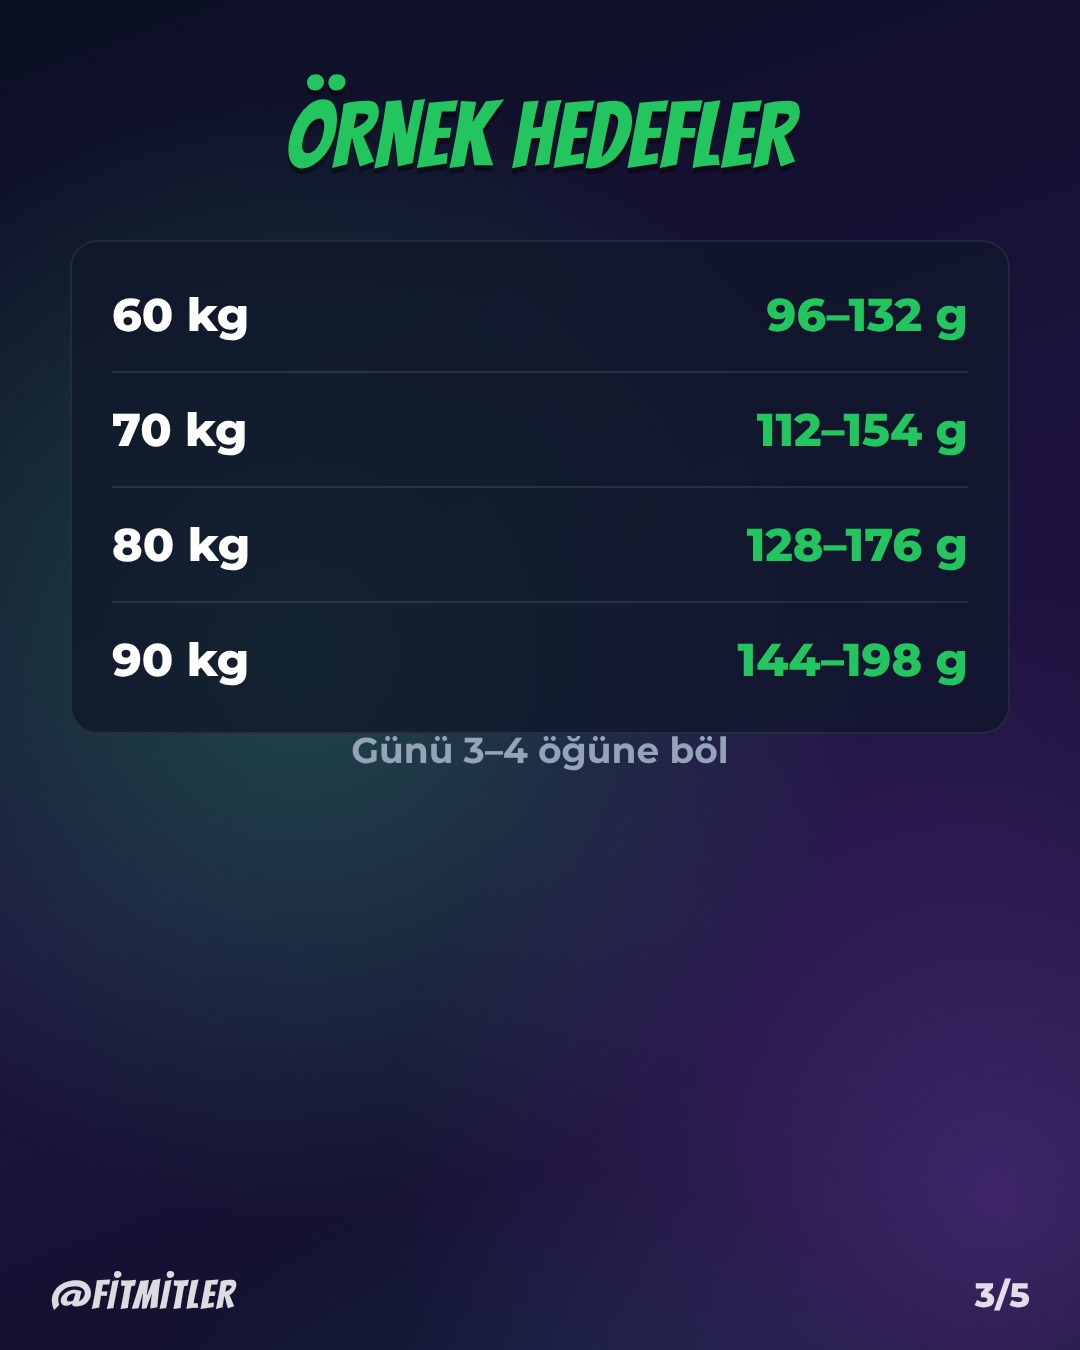 ÖRNEK HEDEFLER
60 kg 96–132 g
70 kg 112–154 g
80 kg 128–176 g
90 kg 144–198 g
Günü 3–4 öğüne böl
@FİTMİTLER 3/5